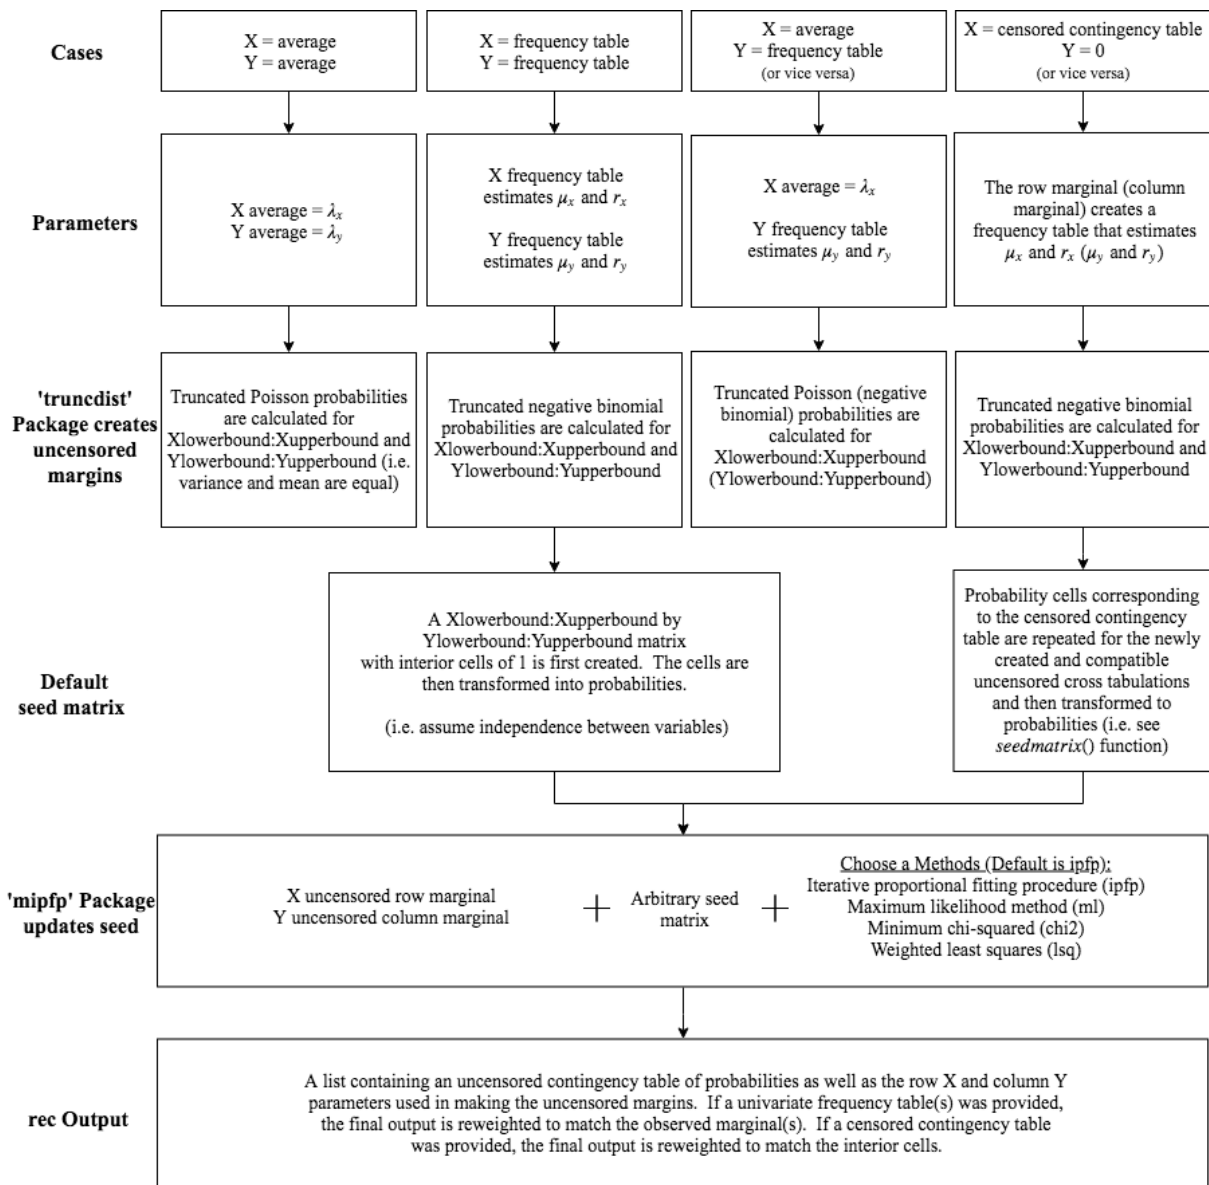 Cases
X = average
Y = average
X = frequency table
Y = frequency table
X = average
Y = frequency table
(or vice versa)
X = censored contingency table
Y = 0
(or vice versa)
Parameters
X average = λx
Y average = λy
X frequency table
estimates μx and rx
Y frequency table
estimates μy and ry
X average = λx
Y frequency table
estimates μy and ry
The row marginal (column
marginal) creates a
frequency table that estimates
μx and rx (μy and ry)
'truncdist'
Package creates
uncensored
margins
Truncated Poisson probabilities
are calculated for
Xlowerbound:Xupperbound and
Ylowerbound:Yupperbound (i.e.
variance and mean are equal)
Truncated negative binomial
probabilities are calculated for
Xlowerbound:Xupperbound and
Ylowerbound:Yupperbound
Truncated Poisson (negative
binomial) probabilities are
calculated for
Xlowerbound:Xupperbound
(Ylowerbound:Yupperbound)
Truncated negative binomial
probabilities are calculated for
Xlowerbound:Xupperbound and
Ylowerbound:Yupperbound
Default
seed matrix
A Xlowerbound:Xupperbound by
Ylowerbound:Yupperbound matrix
with interior cells of 1 is first created. The cells are
then transformed into probabilities.
(i.e. assume independence between variables)
Probability cells corresponding
to the censored contingency
table are repeated for the newly
created and compatible
uncensored cross tabulations
and then transformed to
probabilities (i.e. see
seedmatrix() function)
'mipfp' Package
updates seed
X uncensored row marginal
Y uncensored column marginal
+
Arbitrary seed
matrix
+
Choose a Methods (Default is ipfp):
Iterative proportional fitting procedure (ipfp)
Maximum likelihood method (ml)
Minimum chi-squared (chi2)
Weighted least squares (lsq)
rec Output
A list containing an uncensored contingency table of probabilities as well as the row X and column Y
parameters used in making the uncensored margins. If a univariate frequency table(s) was provided,
the final output is reweighted to match the observed marginal(s). If a censored contingency table
was provided, the final output is reweighted to match the interior cells.